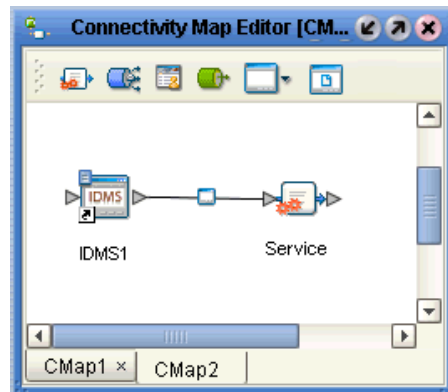 Connectivity Map Editor [CM...
IDMS
IDMS1
Service
CMap1 ×
CMap2